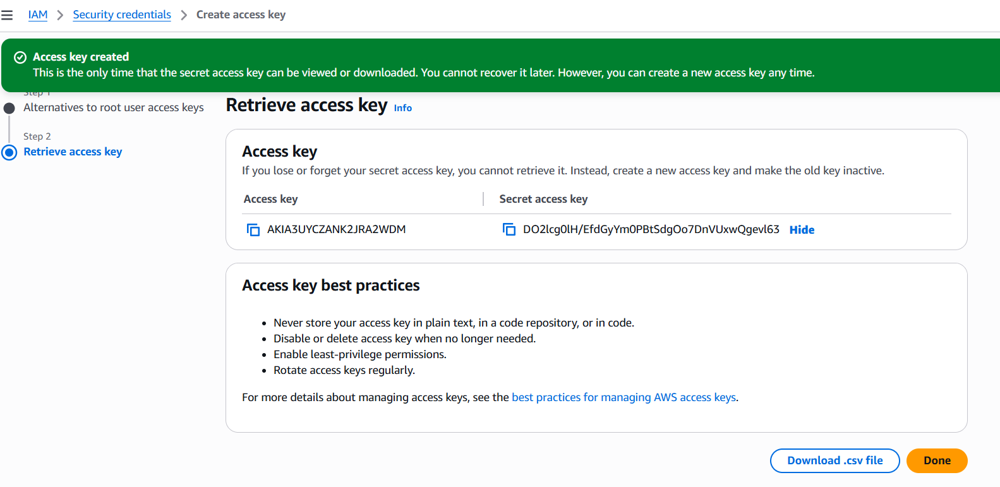 IAM > Security credentials > Create access key
Access key created
This is the only time that the secret access key can be viewed or downloaded. You cannot recover it later. However, you can create a new access key any time.
Step 1
Alternatives to root user access keys
Step 2
Retrieve access key
Retrieve access key Info
Access key
If you lose or forget your secret access key, you cannot retrieve it. Instead, create a new access key and make the old key inactive.
Access key
Secret access key
AKIA3UYCZANK2JRA2WDM
DO2lcg0lH/EfdGyYm0PBtSdgOo7DnVUxwQgevl63 Hide
Access key best practices
• Never store your access key in plain text, in a code repository, or in code.
• Disable or delete access key when no longer needed.
• Enable least-privilege permissions.
• Rotate access keys regularly.
For more details about managing access keys, see the best practices for managing AWS access keys.
Download .csv file
Done